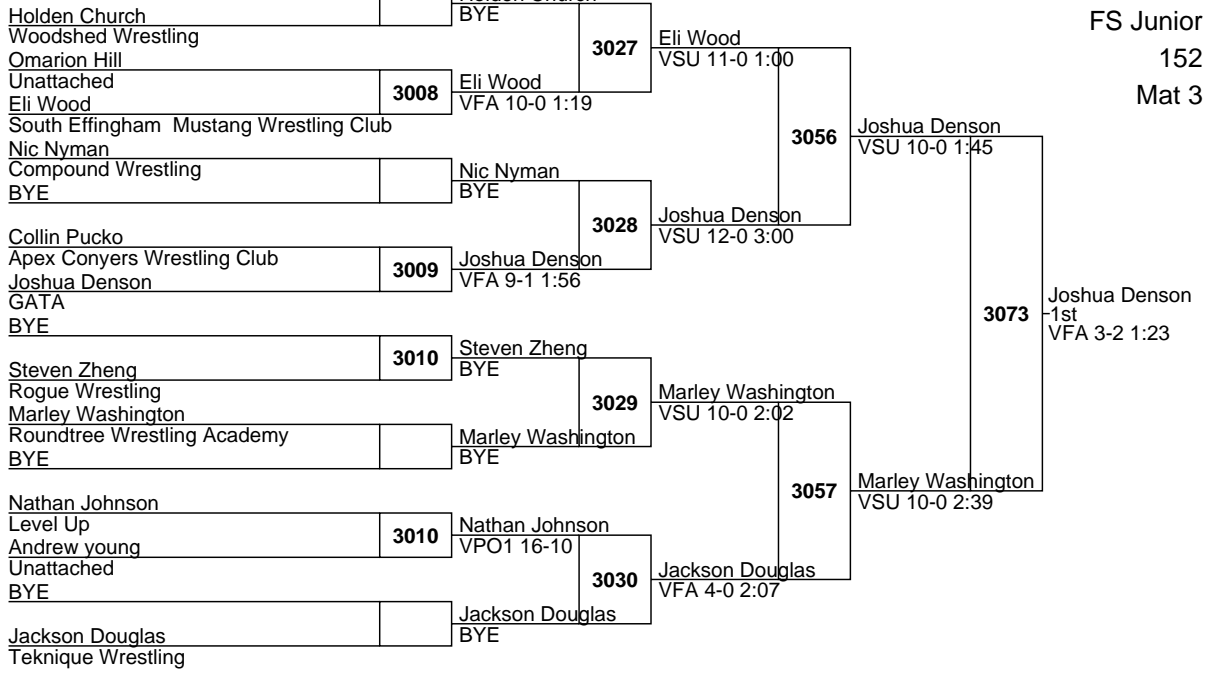 Holden Church
BYE
FS Junior
152
Mat 3
Holden Church
Woodshed Wrestling
Omarion Hill
Unattached
Eli Wood
South Effingham Mustang Wrestling Club
Nic Nyman
Compound Wrestling
BYE
Collin Pucko
Apex Conyers Wrestling Club
Joshua Denson
GATA
BYE
Steven Zheng
Rogue Wrestling
Marley Washington
Roundtree Wrestling Academy
BYE
Nathan Johnson
Level Up
Andrew young
Unattached
BYE
Jackson Douglas
Teknique Wrestling
3008
3009
3010
3010
Eli Wood
VFA 10-0 1:19
Nic Nyman
BYE
Joshua Denson
VFA 9-1 1:56
Steven Zheng
BYE
Marley Washington
BYE
Nathan Johnson
VPO1 16-10
Jackson Douglas
BYE
3027
3028
3029
3030
Eli Wood
VSU 11-0 1:00
Joshua Denson
VSU 12-0 3:00
Marley Washington
VSU 10-0 2:02
Jackson Douglas
VFA 4-0 2:07
3056
3057
Joshua Denson
VSU 10-0 1:45
Marley Washington
VSU 10-0 2:39
3073
Joshua Denson
1st
VFA 3-2 1:23